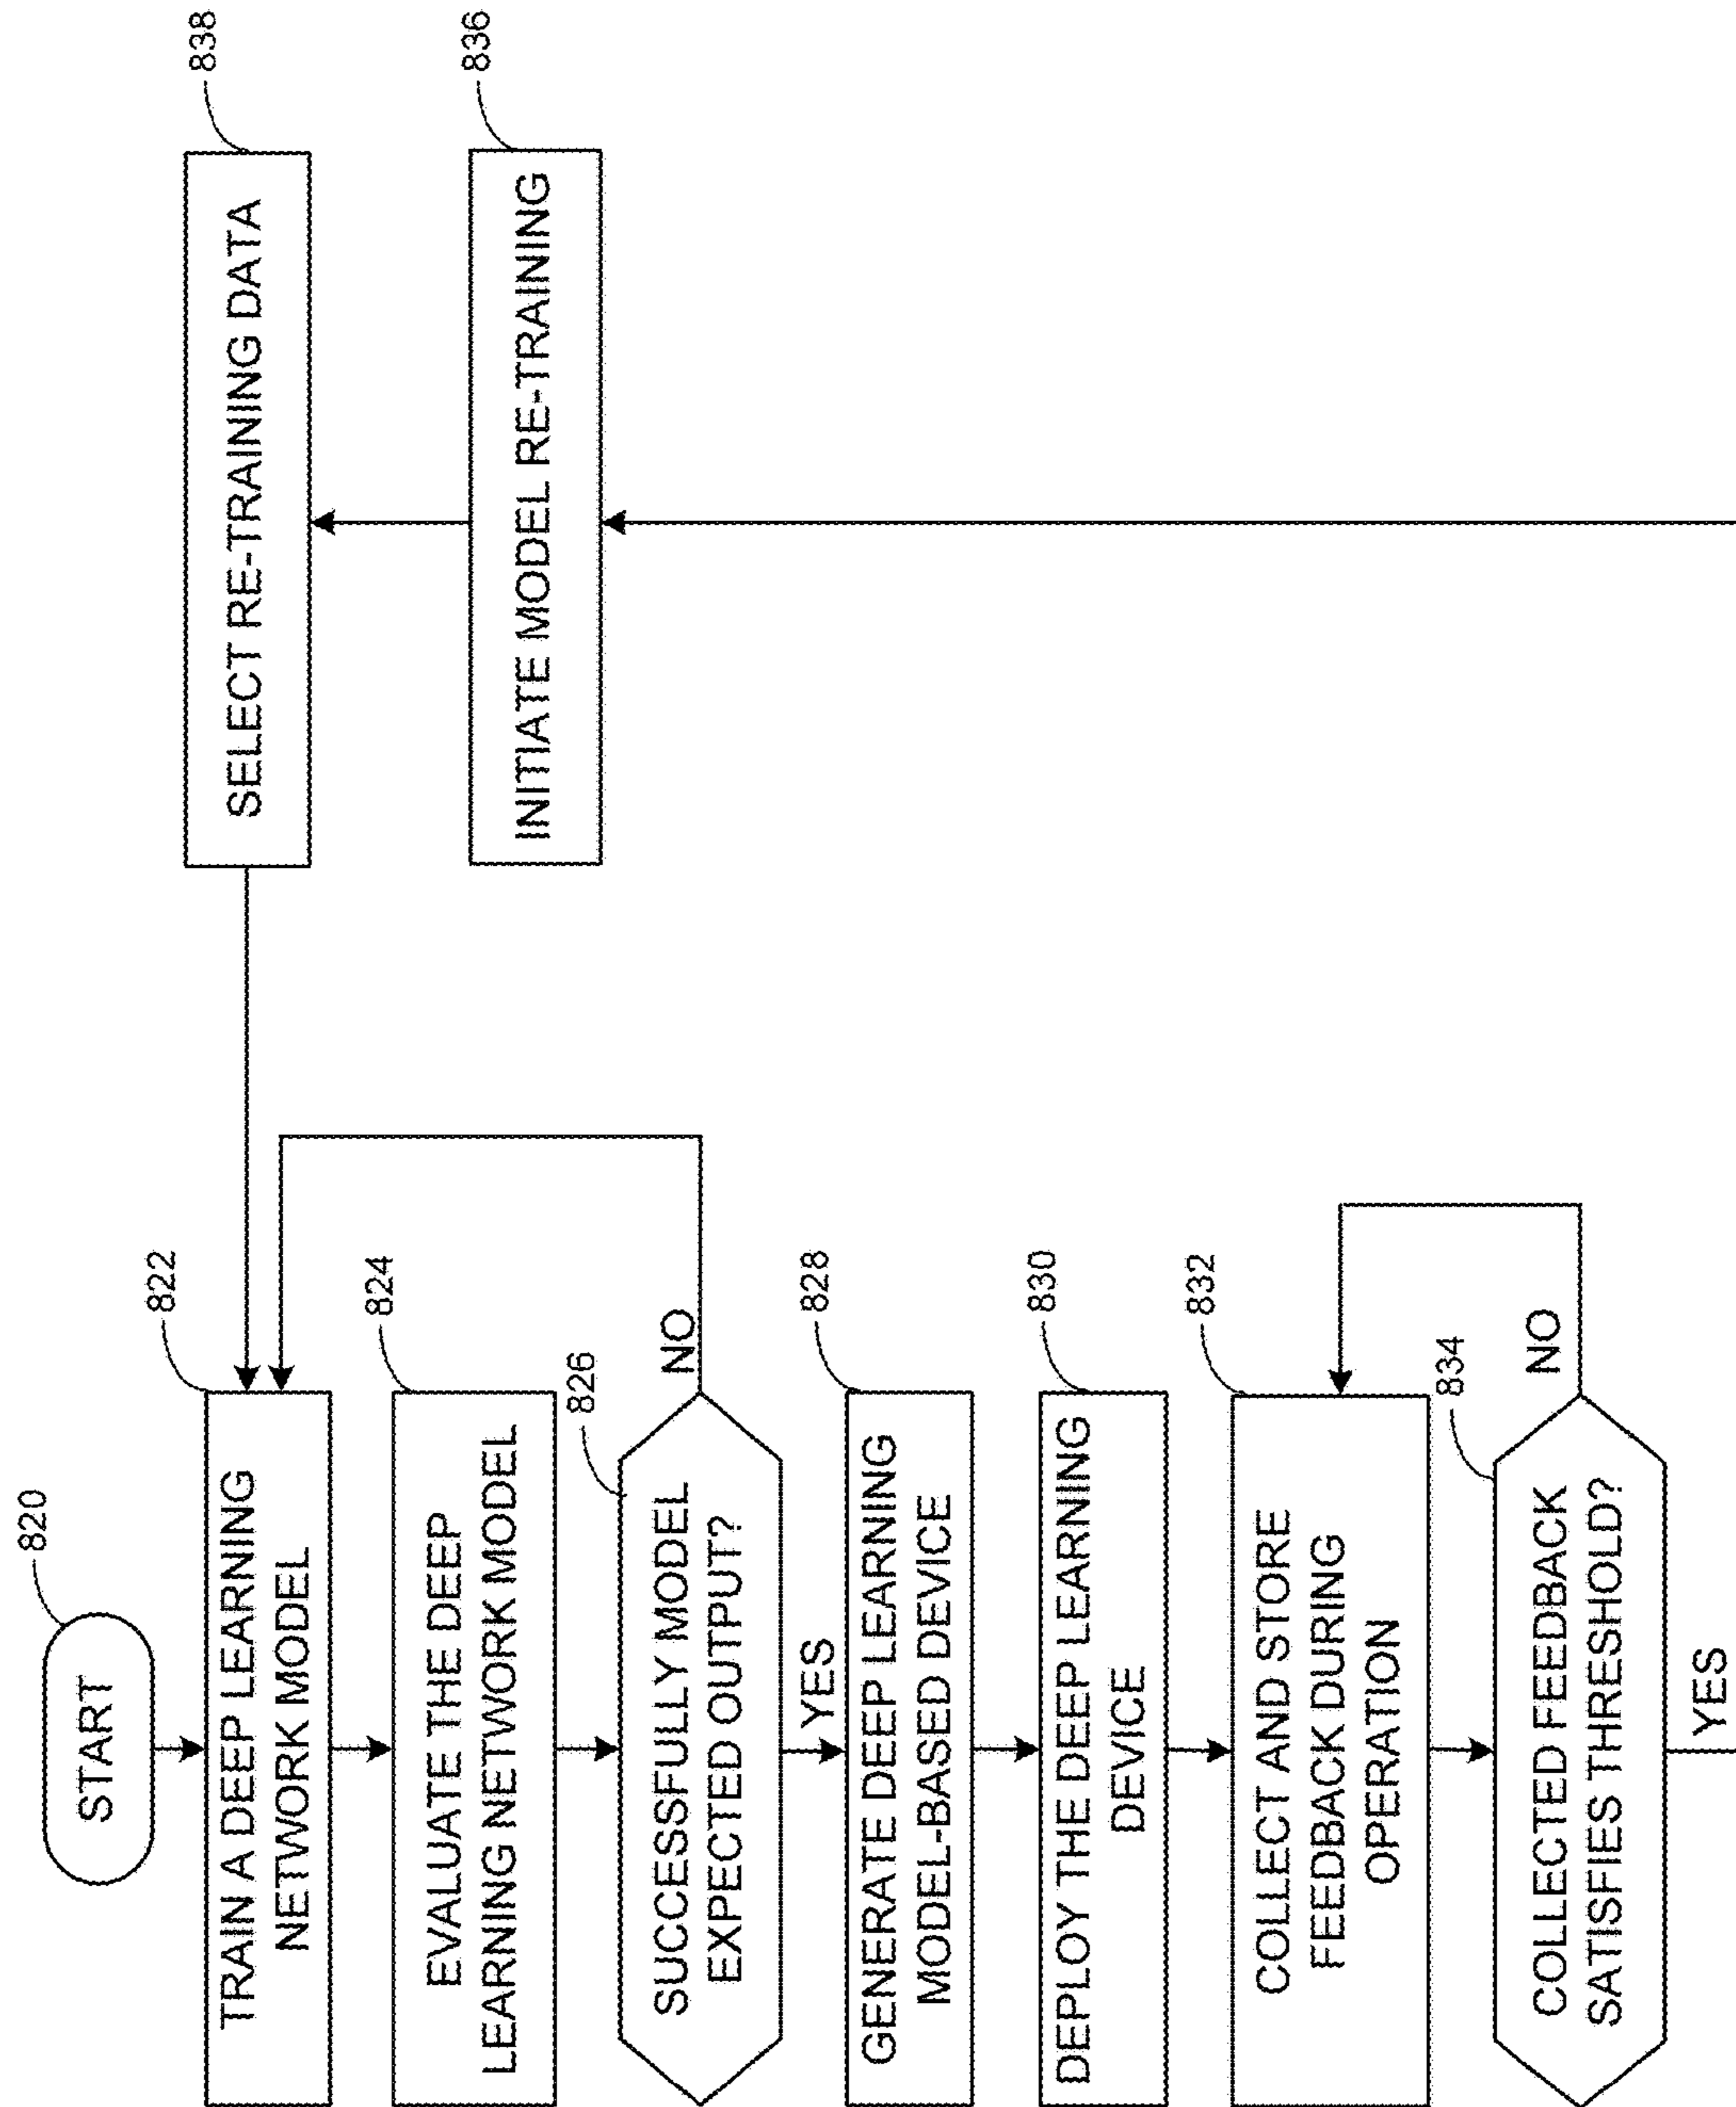 820
START
822
TRAIN A DEEP LEARNING
NETWORK MODEL
824
EVALUATE THE DEEP
LEARNING NETWORK MODEL
826
SUCCESSFULLY MODEL
EXPECTED OUTPUT?
NO
YES
828
GENERATE DEEP LEARNING
MODEL-BASED DEVICE
830
DEPLOY THE DEEP LEARNING
DEVICE
832
COLLECT AND STORE
FEEDBACK DURING
OPERATION
834
COLLECTED FEEDBACK
SATISFIES THRESHOLD?
NO
YES
836
INITIATE MODEL RE-TRAINING
838
SELECT RE-TRAINING DATA